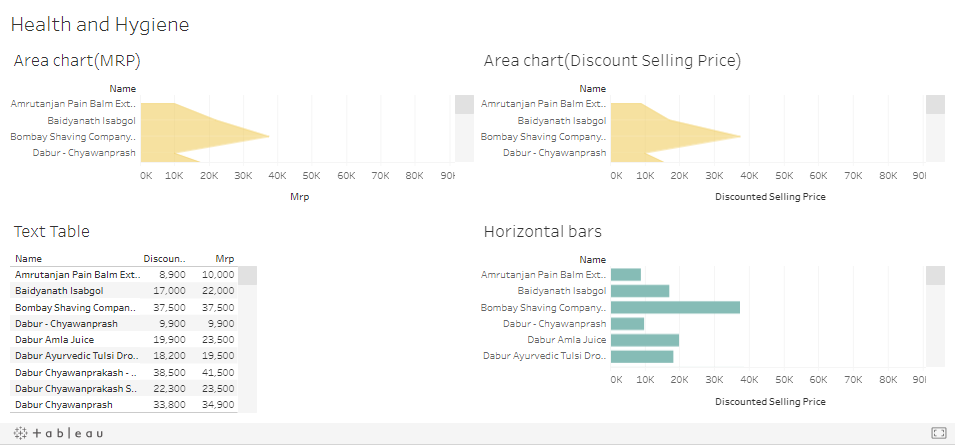 Health and Hygiene
Area chart(MRP)
Name
Amrutanjan Pain Balm Ext..
Baidyanath Isabgol
Bombay Shaving Company..
Dabur - Chyawanprash
0K 10K 20K 30K 40K 50K 60K 70K 80K 90K
Mrp
Area chart(Discount Selling Price)
Name
Amrutanjan Pain Balm Ext..
Baidyanath Isabgol
Bombay Shaving Company..
Dabur - Chyawanprash
0K 10K 20K 30K 40K 50K 60K 70K 80K 90
Discounted Selling Price
Text Table
Name Discoun.. Mrp
Amrutanjan Pain Balm Ext.. 8,900 10,000
Baidyanath Isabgol 17,000 22,000
Bombay Shaving Compan.. 37,500 37,500
Dabur - Chyawanprash 9,900 9,900
Dabur Amla Juice 19,900 23,500
Dabur Ayurvedic Tulsi Dro.. 18,200 19,500
Dabur Chyawanprakash - .. 38,500 41,500
Dabur Chyawanprakash S.. 22,300 23,500
Dabur Chyawanprash 33,800 34,900
Horizontal bars
Name
Amrutanjan Pain Balm Ext..
Baidyanath Isabgol
Bombay Shaving Company..
Dabur - Chyawanprash
Dabur Amla Juice
Dabur Ayurvedic Tulsi Dro..
0K 10K 20K 30K 40K 50K 60K 70K 80K 90
Discounted Selling Price
+ableau